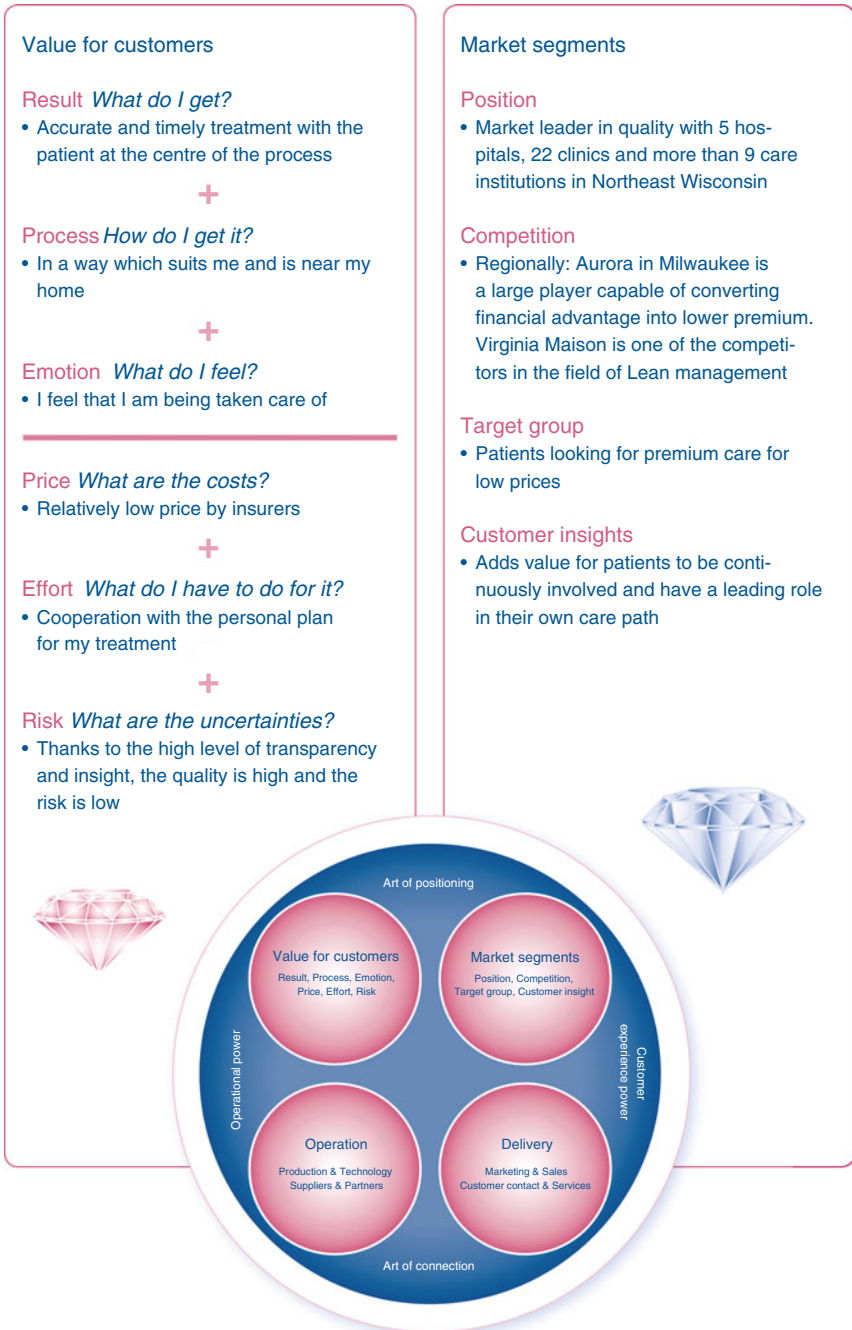 Value for customers
Result What do I get?
• Accurate and timely treatment with the
patient at the centre of the process
+
Process How do I get it?
• In a way which suits me and is near my
home
+
Emotion What do I feel?
• I feel that I am being taken care of
Price What are the costs?
• Relatively low price by insurers
+
Effort What do I have to do for it?
• Cooperation with the personal plan
for my treatment
+
Risk What are the uncertainties?
• Thanks to the high level of transparency
and insight, the quality is high and the
risk is low
Market segments
Position
• Market leader in quality with 5 hos-
pitals, 22 clinics and more than 9 care
institutions in Northeast Wisconsin
Competition
• Regionally: Aurora in Milwaukee is
a large player capable of converting
financial advantage into lower premium.
Virginia Maison is one of the competi-
tors in the field of Lean management
Target group
• Patients looking for premium care for
low prices
Customer insights
• Adds value for patients to be conti-
nuously involved and have a leading role
in their own care path
Art of positioning
Value for customers
Result, Process, Emotion,
Price, Effort, Risk
Market segments
Position, Competition,
Target group, Customer insight
Operational power
Customer
experience power
Operation
Production & Technology
Suppliers & Partners
Delivery
Marketing & Sales
Customer contact & Services
Art of connection